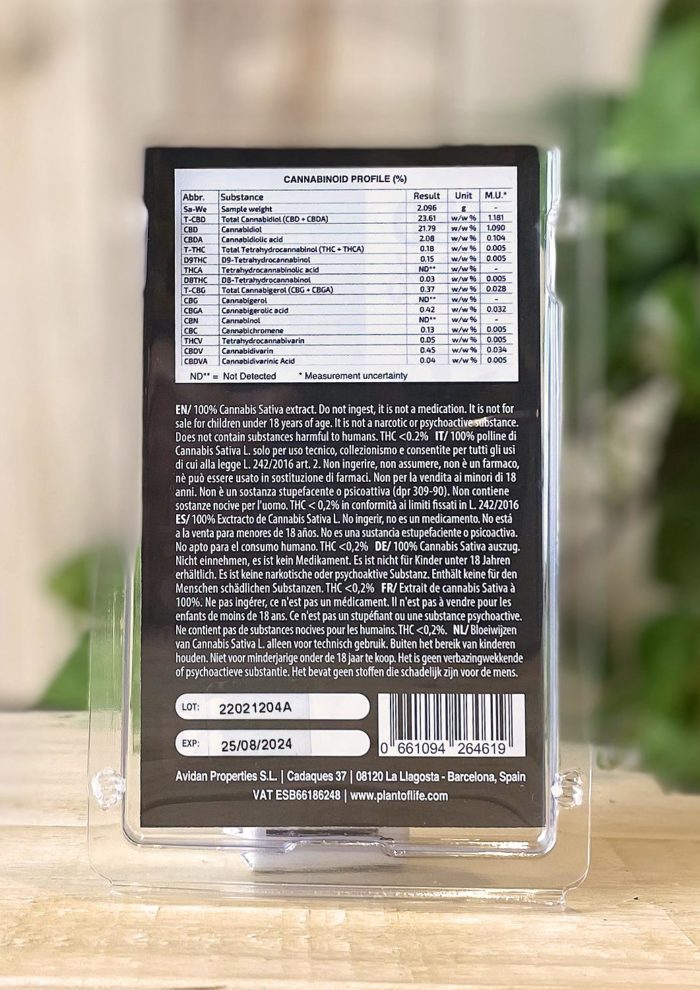 CANNABINOID PROFILE (%)
Abbr. Substance Result Unit M.U.*
Sa-We Sample weight 2.096 g -
T-CBD Total Cannabidiol (CBD + CBDA) 23.61 w/w % 1.181
CBD Cannabidiol 21.79 w/w % 1.090
CBDA Cannabidiolic acid 2.08 w/w % 0.104
T-THC Total Tetrahydrocannabinol (THC + THCA) 0.18 w/w % 0.005
D9THC D9-Tetrahydrocannabinol 0.15 w/w % 0.005
THCA Tetrahydrocannabinolic acid ND** w/w % -
D8THC D8-Tetrahydrocannabinol 0.03 w/w % 0.005
T-CBG Total Cannabigerol (CBG + CBGA) 0.37 w/w % 0.028
CBG Cannabigerol ND** w/w % -
CBGA Cannabigerolic acid 0.42 w/w % 0.032
CBN Cannabinol ND** w/w % -
CBC Cannabichromene 0.13 w/w % 0.005
THCV Tetrahydrocannabivarin 0.05 w/w % 0.005
CBDV Cannabidivarin 0.45 w/w % 0.034
CBDVA Cannabidivarinic Acid 0.04 w/w % 0.005
ND** = Not Detected * Measurement uncertainty
EN/ 100% Cannabis Sativa extract. Do not ingest, it is not a medication. It is not for
sale for children under 18 years of age. It is not a narcotic or psychoactive substance.
Does not contain substances harmful to humans. THC <0.2% IT/ 100% polline di
Cannabis Sativa L. solo per uso tecnico, collezionismo e consentite per tutti gli usi
di cui alla legge L. 242/2016 art. 2. Non ingerire, non assumere, non è un farmaco,
nè può essere usato in sostituzione di farmaci. Non per la vendita ai minori di 18
anni. Non è un sostanza stupefacente o psicoattiva (dpr 309-90). Non contiene
sostanze nocive per l'uomo. THC < 0,2% in conformità ai limiti fissati in L. 242/2016
ES/ 100% Exctracto de Cannabis Sativa L. No ingerir, no es un medicamento. No está
a la venta para menores de 18 años. No es una sustancia estupefaciente o psicoactiva.
No apto para el consumo humano. THC <0,2% DE/ 100% Cannabis Sativa auszug.
Nicht einnehmen, es ist kein Medikament. Es ist nicht für Kinder unter 18 Jahren
erhältlich. Es ist keine narkotische oder psychoaktive Substanz. Enthält keine für den
Menschen schädlichen Substanzen. THC <0,2% FR/ Extrait de cannabis Sativa à
100%. Ne pas ingérer, ce n'est pas un médicament. Il n'est pas à vendre pour les
enfants de moins de 18 ans. Ce n'est pas un stupéfiant ou une substance psychoactive.
Ne contient pas de substances nocives pour les humains. THC <0,2%. NL/ Bloeiwijzen
van Cannabis Sativa L. alleen voor technisch gebruik. Buiten het bereik van kinderen
houden. Niet voor minderjarige onder de 18 jaar te koop. Het is geen verbazingwekkende
of psychoactieve substantie. Het bevat geen stoffen die schadelijk zijn voor de mens.
LOT: 22021204A
EXP: 25/08/2024
0 661094 264619
Avidan Properties S.L. | Cadaques 37 | 08120 La Llagosta - Barcelona, Spain
VAT ESB66186248 | www.plantoflife.com